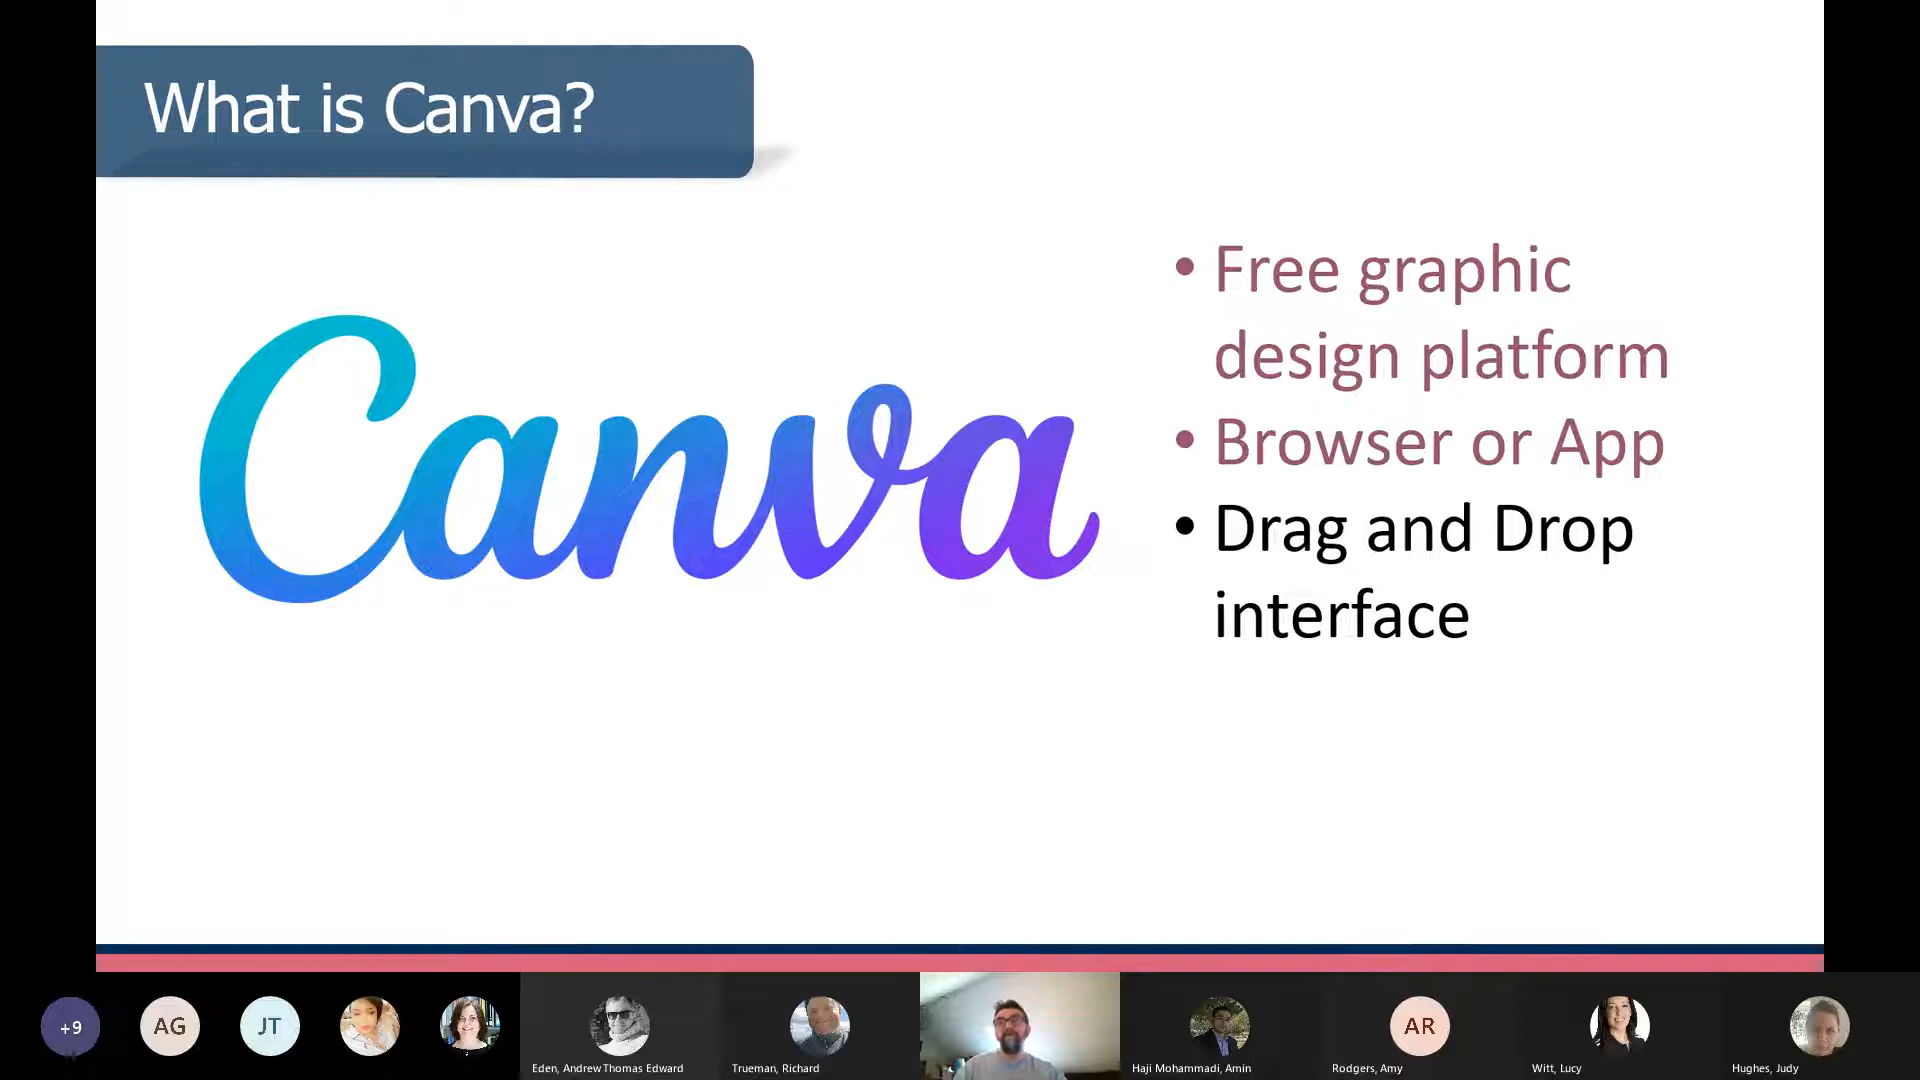 What is Canva?
Canva
• Free graphic
design platform
• Browser or App
• Drag and Drop
interface
+9
AG
JT
Eden, Andrew Thomas Edward
Trueman, Richard
Haji Mohammadi, Amin
AR
Rodgers, Amy
Witt, Lucy
Hughes, Judy